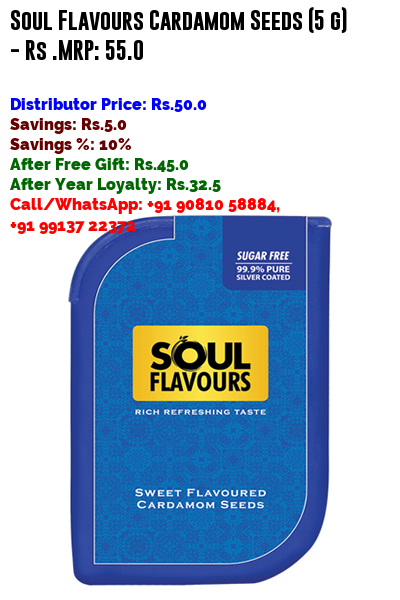 Soul Flavours Cardamom Seeds (5 g)
- Rs .MRP: 55.0
Distributor Price: Rs.50.0
Savings: Rs.5.0
Savings %: 10%
After Free Gift: Rs.45.0
After Year Loyalty: Rs.32.5
Call/WhatsApp: +91 90810 58884,
+91 99137 22372
SUGAR FREE
99.9% PURE
SILVER COATED
SOUL
FLAVOURS
RICH REFRESHING TASTE
SWEET FLAVOURED
CARDAMOM SEEDS